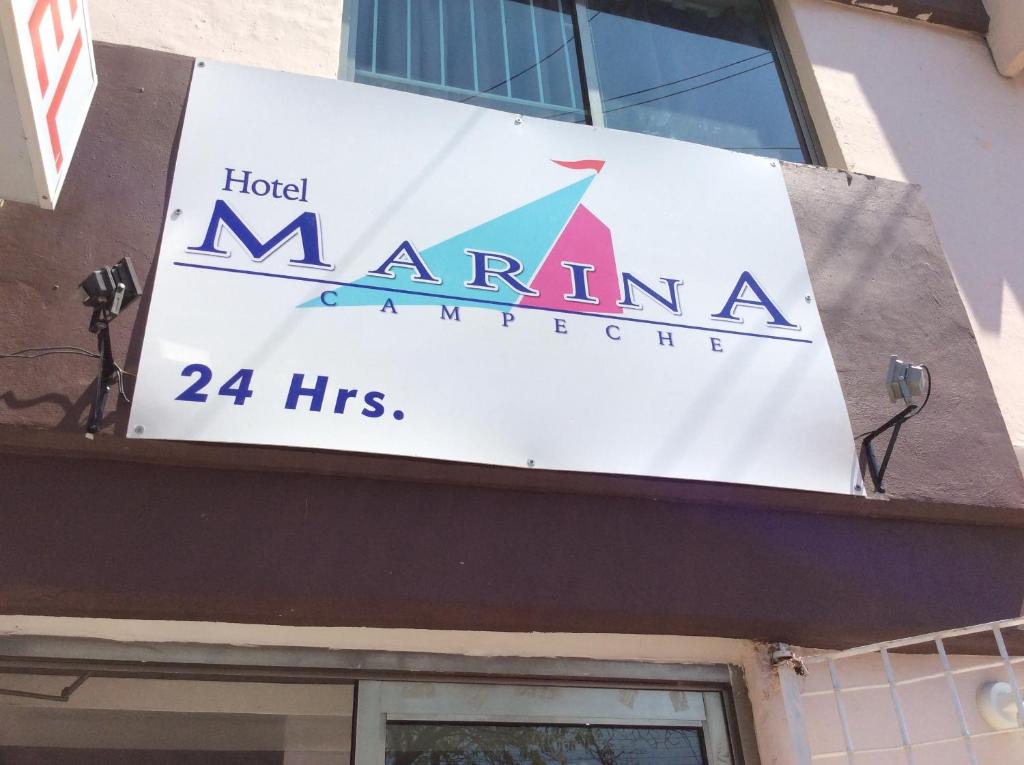 Hotel
MARINA
CAMPECHE
24 Hrs.